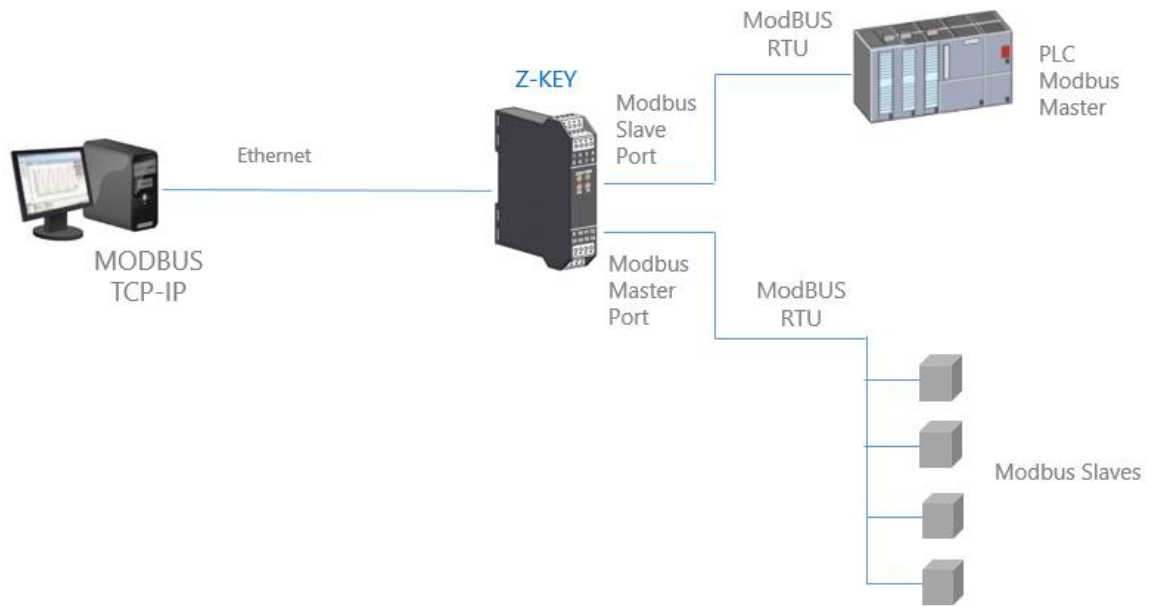 ModBUS
RTU
PLC
Modbus
Master
Z-KEY
Modbus
Slave
Port
Ethernet
MODBUS
TCP-IP
Modbus
Master
Port
ModBUS
RTU
Modbus Slaves